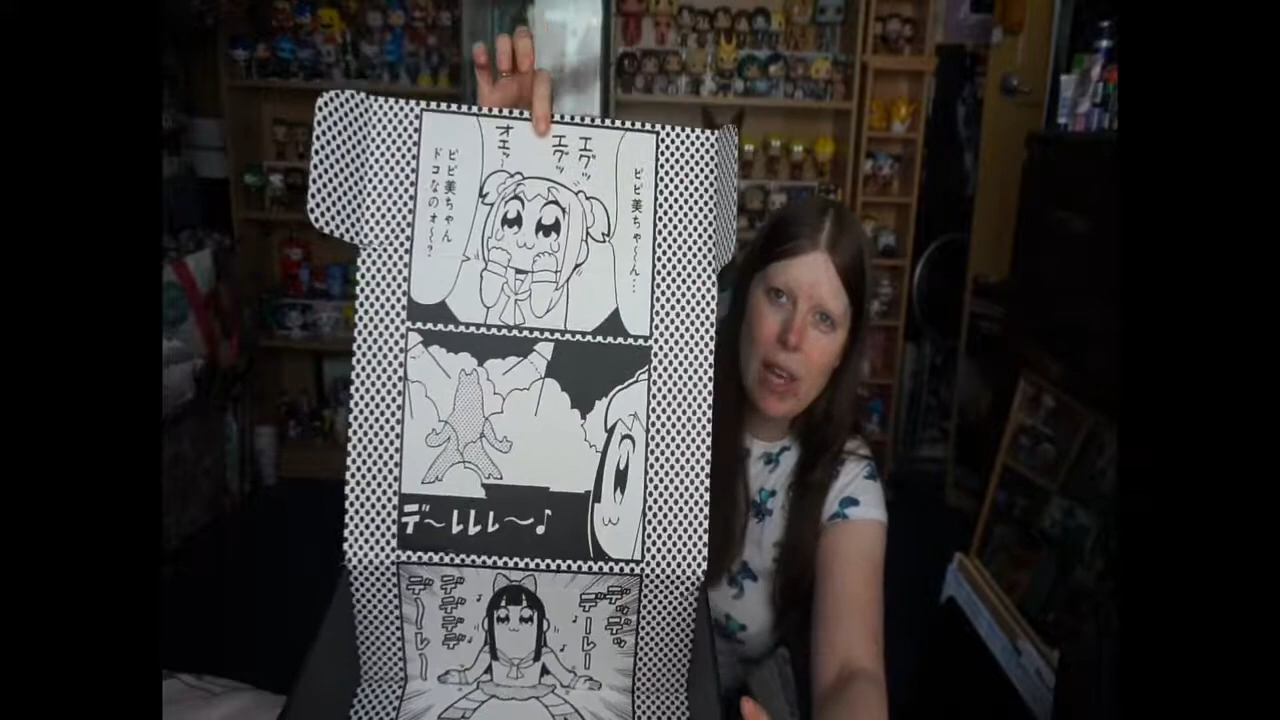 ピピ美ちゃ〜ん…
エグッ
エグッ
オエッ〜
ピピ美ちゃん
ドコなのォ〜?
デ〜レレレ〜♪
デッデッ
デーレー
デデデデ
デーレー